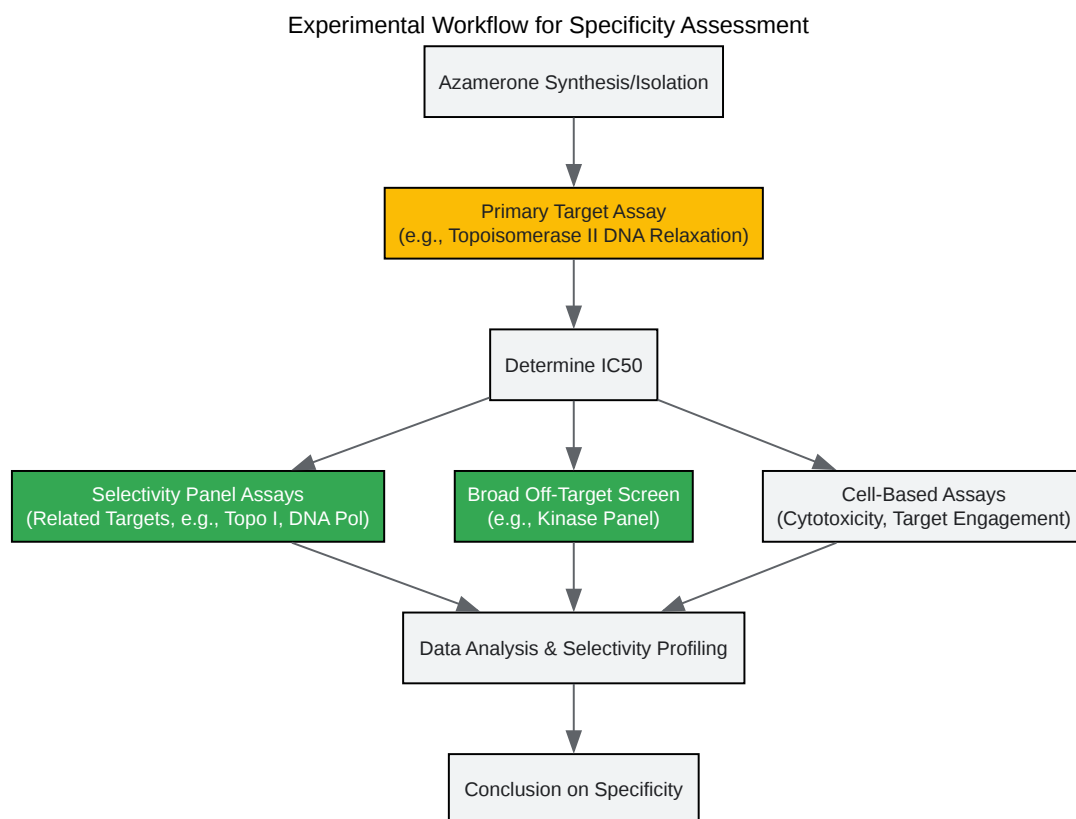 Experimental Workflow for Specificity Assessment
Azamerone Synthesis/Isolation
Primary Target Assay
(e.g., Topoisomerase II DNA Relaxation)
Determine IC50
Selectivity Panel Assays
(Related Targets, e.g., Topo I, DNA Pol)
Broad Off-Target Screen
(e.g., Kinase Panel)
Cell-Based Assays
(Cytotoxicity, Target Engagement)
Data Analysis & Selectivity Profiling
Conclusion on Specificity